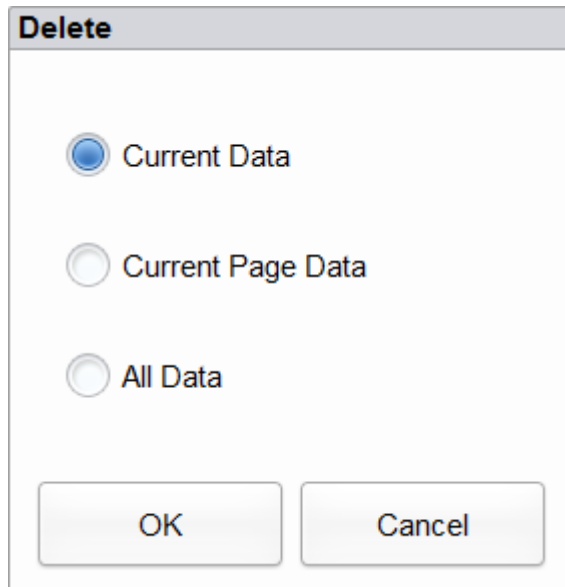 Delete
Current Data
Current Page Data
All Data
OK Cancel